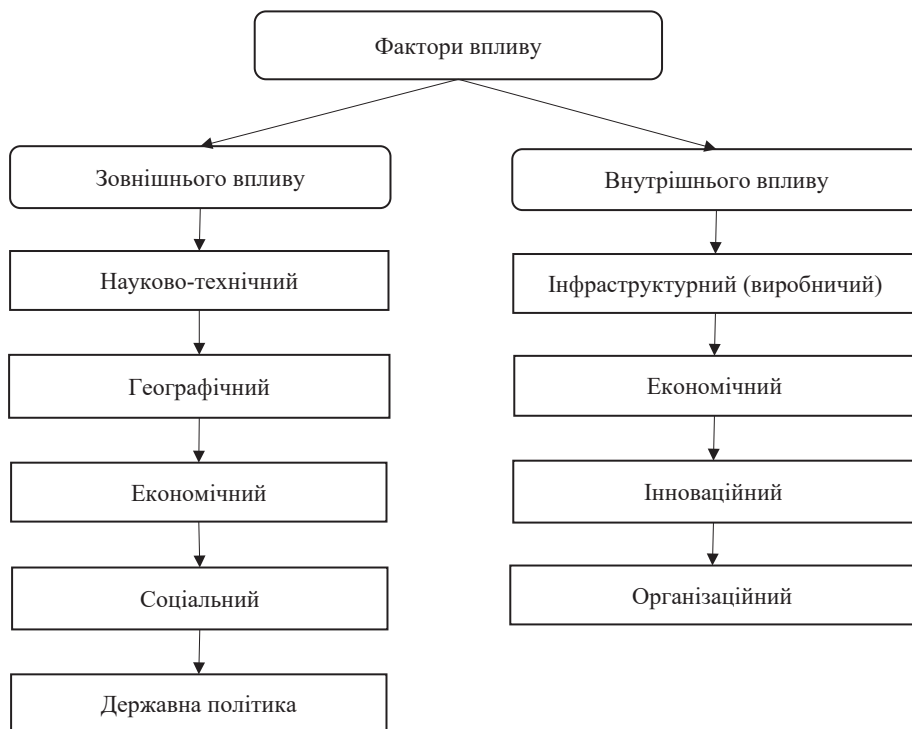 Фактори впливу
Зовнішнього впливу
Науково-технічний
Географічний
Економічний
Соціальний
Державна політика
Внутрішнього впливу
Інфраструктурний (виробничий)
Економічний
Інноваційний
Організаційний